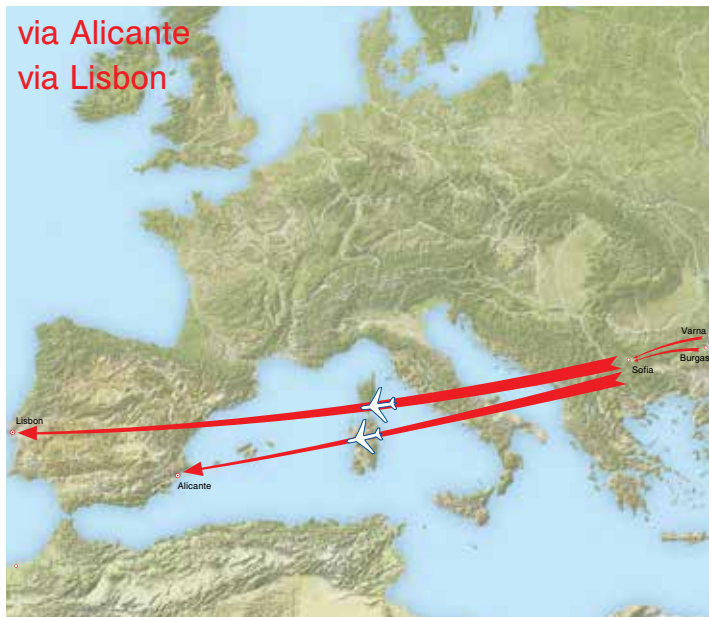 via Alicante
via Lisbon
Varna
Burgas
Sofia
Lisbon
Alicante